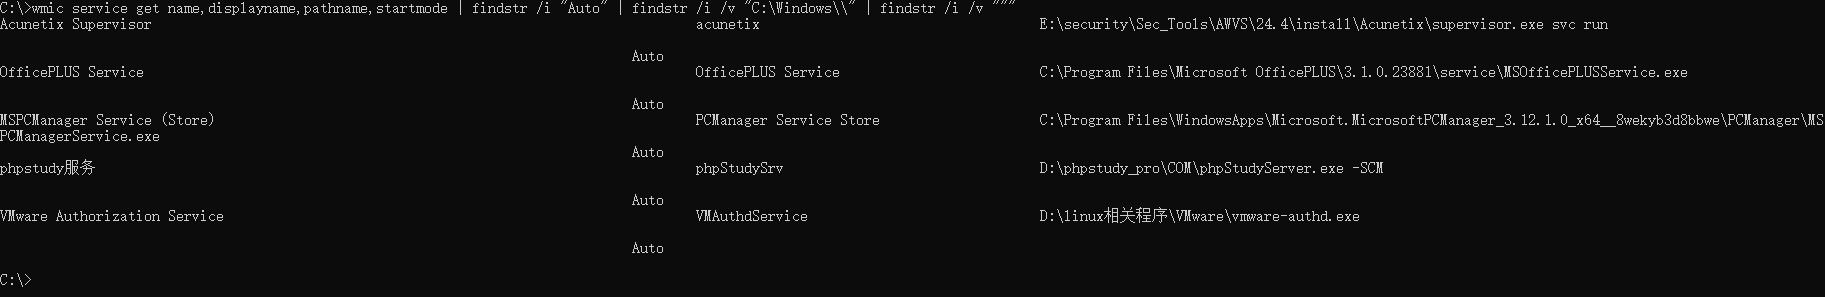 C:\>wmic service get name,displayname,pathname,startmode | findstr /i "Auto" | findstr /i /v "C:\Windows\\" | findstr /i /v """
Acunetix Supervisor acunetix E:\security\Sec_Tools\AWVS\24.4\install\Acunetix\supervisor.exe svc run
Auto
OfficePLUS Service OfficePLUS Service C:\Program Files\Microsoft OfficePLUS\3.1.0.23881\service\MSOfficePLUSService.exe
Auto
MSPCManager Service (Store) PCManager Service Store C:\Program Files\WindowsApps\Microsoft.MicrosoftPCManager_3.12.1.0_x64__8wekyb3d8bbwe\PCManager\MS
PCManagerService.exe
Auto
phpstudy服务 phpStudySrv D:\phpstudy_pro\COM\phpStudyServer.exe -SCM
Auto
VMware Authorization Service VMAuthdService D:\linux相关程序\VMware\vmware-authd.exe
Auto
C:\>